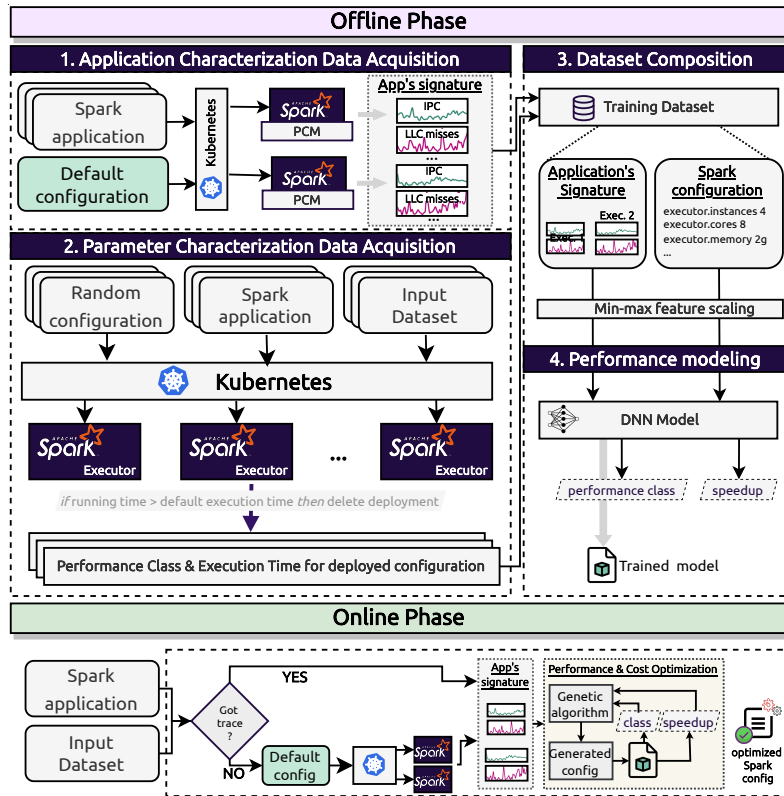 Offline Phase
1. Application Characterization Data Acquisition
Spark
application
Default
configuration
Kubernetes
APACHE
Spark
PCM
APACHE
Spark
PCM
App's signature
IPC
LLC misses
...
IPC
LLC misses
2. Parameter Characterization Data Acquisition
Random
configuration
Spark
application
Input
Dataset
Kubernetes
APACHE
Spark
Executor
APACHE
Spark
Executor
...
APACHE
Spark
Executor
if running time > default execution time then delete deployment
Performance Class & Execution Time for deployed configuration
3. Dataset Composition
Training Dataset
Application's
Signature
Exec. 2
Spark
configuration
executor.instances 4
executor.cores 8
executor.memory 2g
...
Min-max feature scaling
4. Performance modeling
DNN Model
performance class
speedup
Trained model
Online Phase
Spark
application
Input
Dataset
Got
trace
?
YES
NO
Default
config
Spark
Spark
App's
signature
Performance & Cost Optimization
Genetic
algorithm
Generated
config
class
speedup
optimized
Spark
config